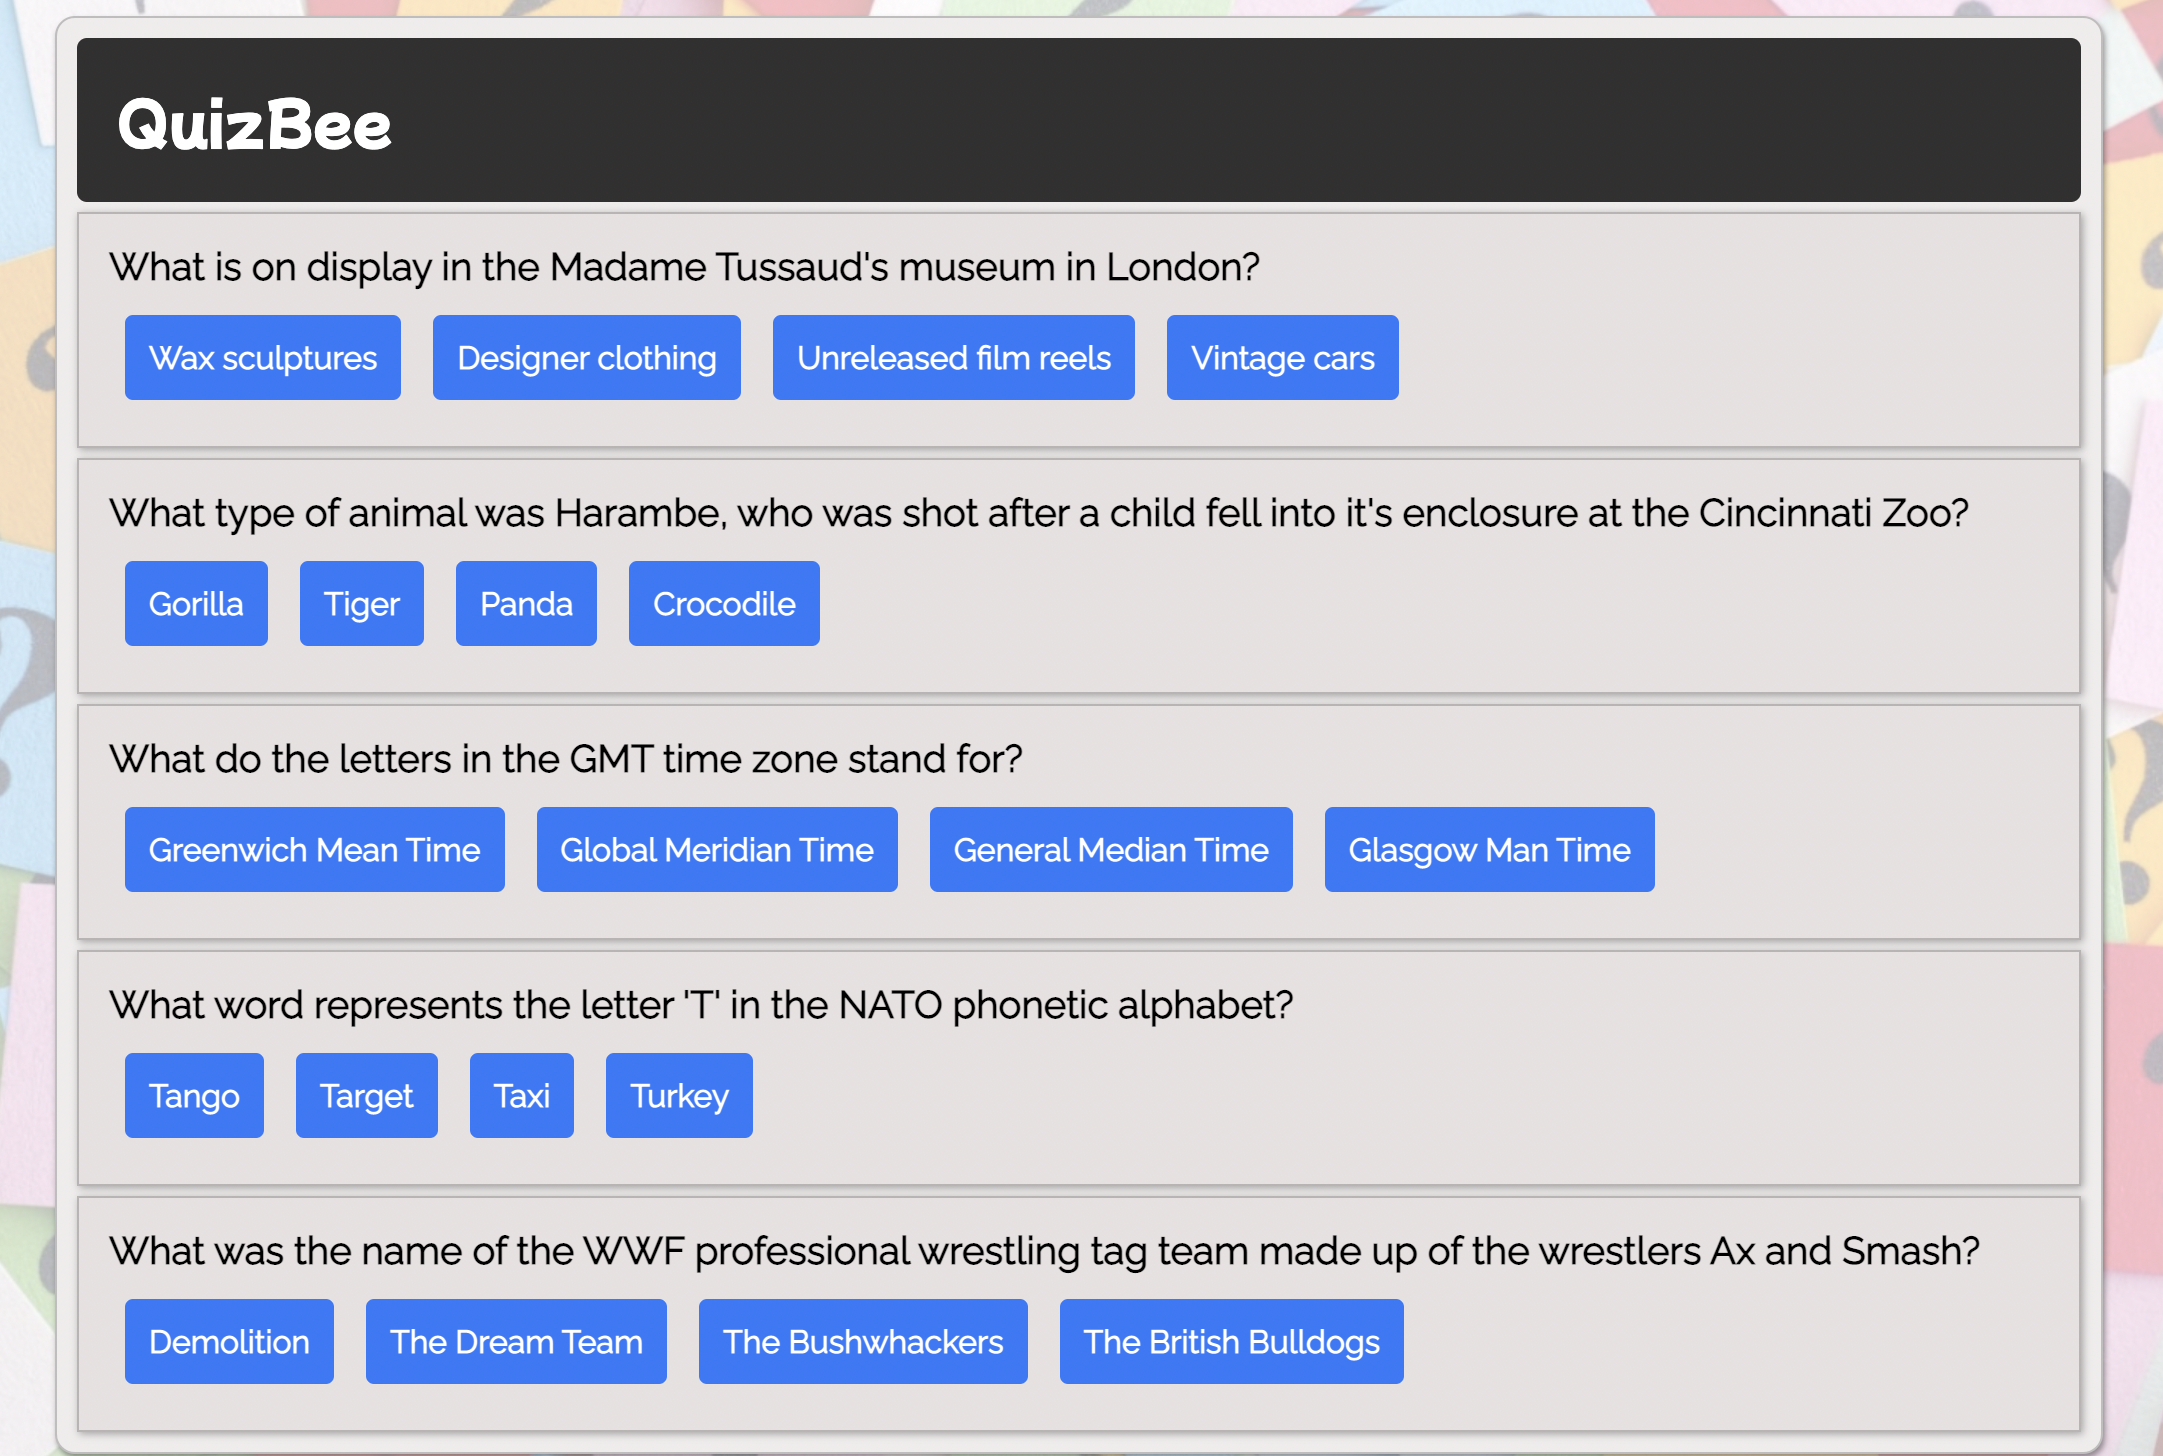 QuizBee
What is on display in the Madame Tussaud's museum in London?
Wax sculptures Designer clothing Unreleased film reels Vintage cars
What type of animal was Harambe, who was shot after a child fell into it's enclosure at the Cincinnati Zoo?
Gorilla Tiger Panda Crocodile
What do the letters in the GMT time zone stand for?
Greenwich Mean Time Global Meridian Time General Median Time Glasgow Man Time
What word represents the letter 'T' in the NATO phonetic alphabet?
Tango Target Taxi Turkey
What was the name of the WWF professional wrestling tag team made up of the wrestlers Ax and Smash?
Demolition The Dream Team The Bushwhackers The British Bulldogs